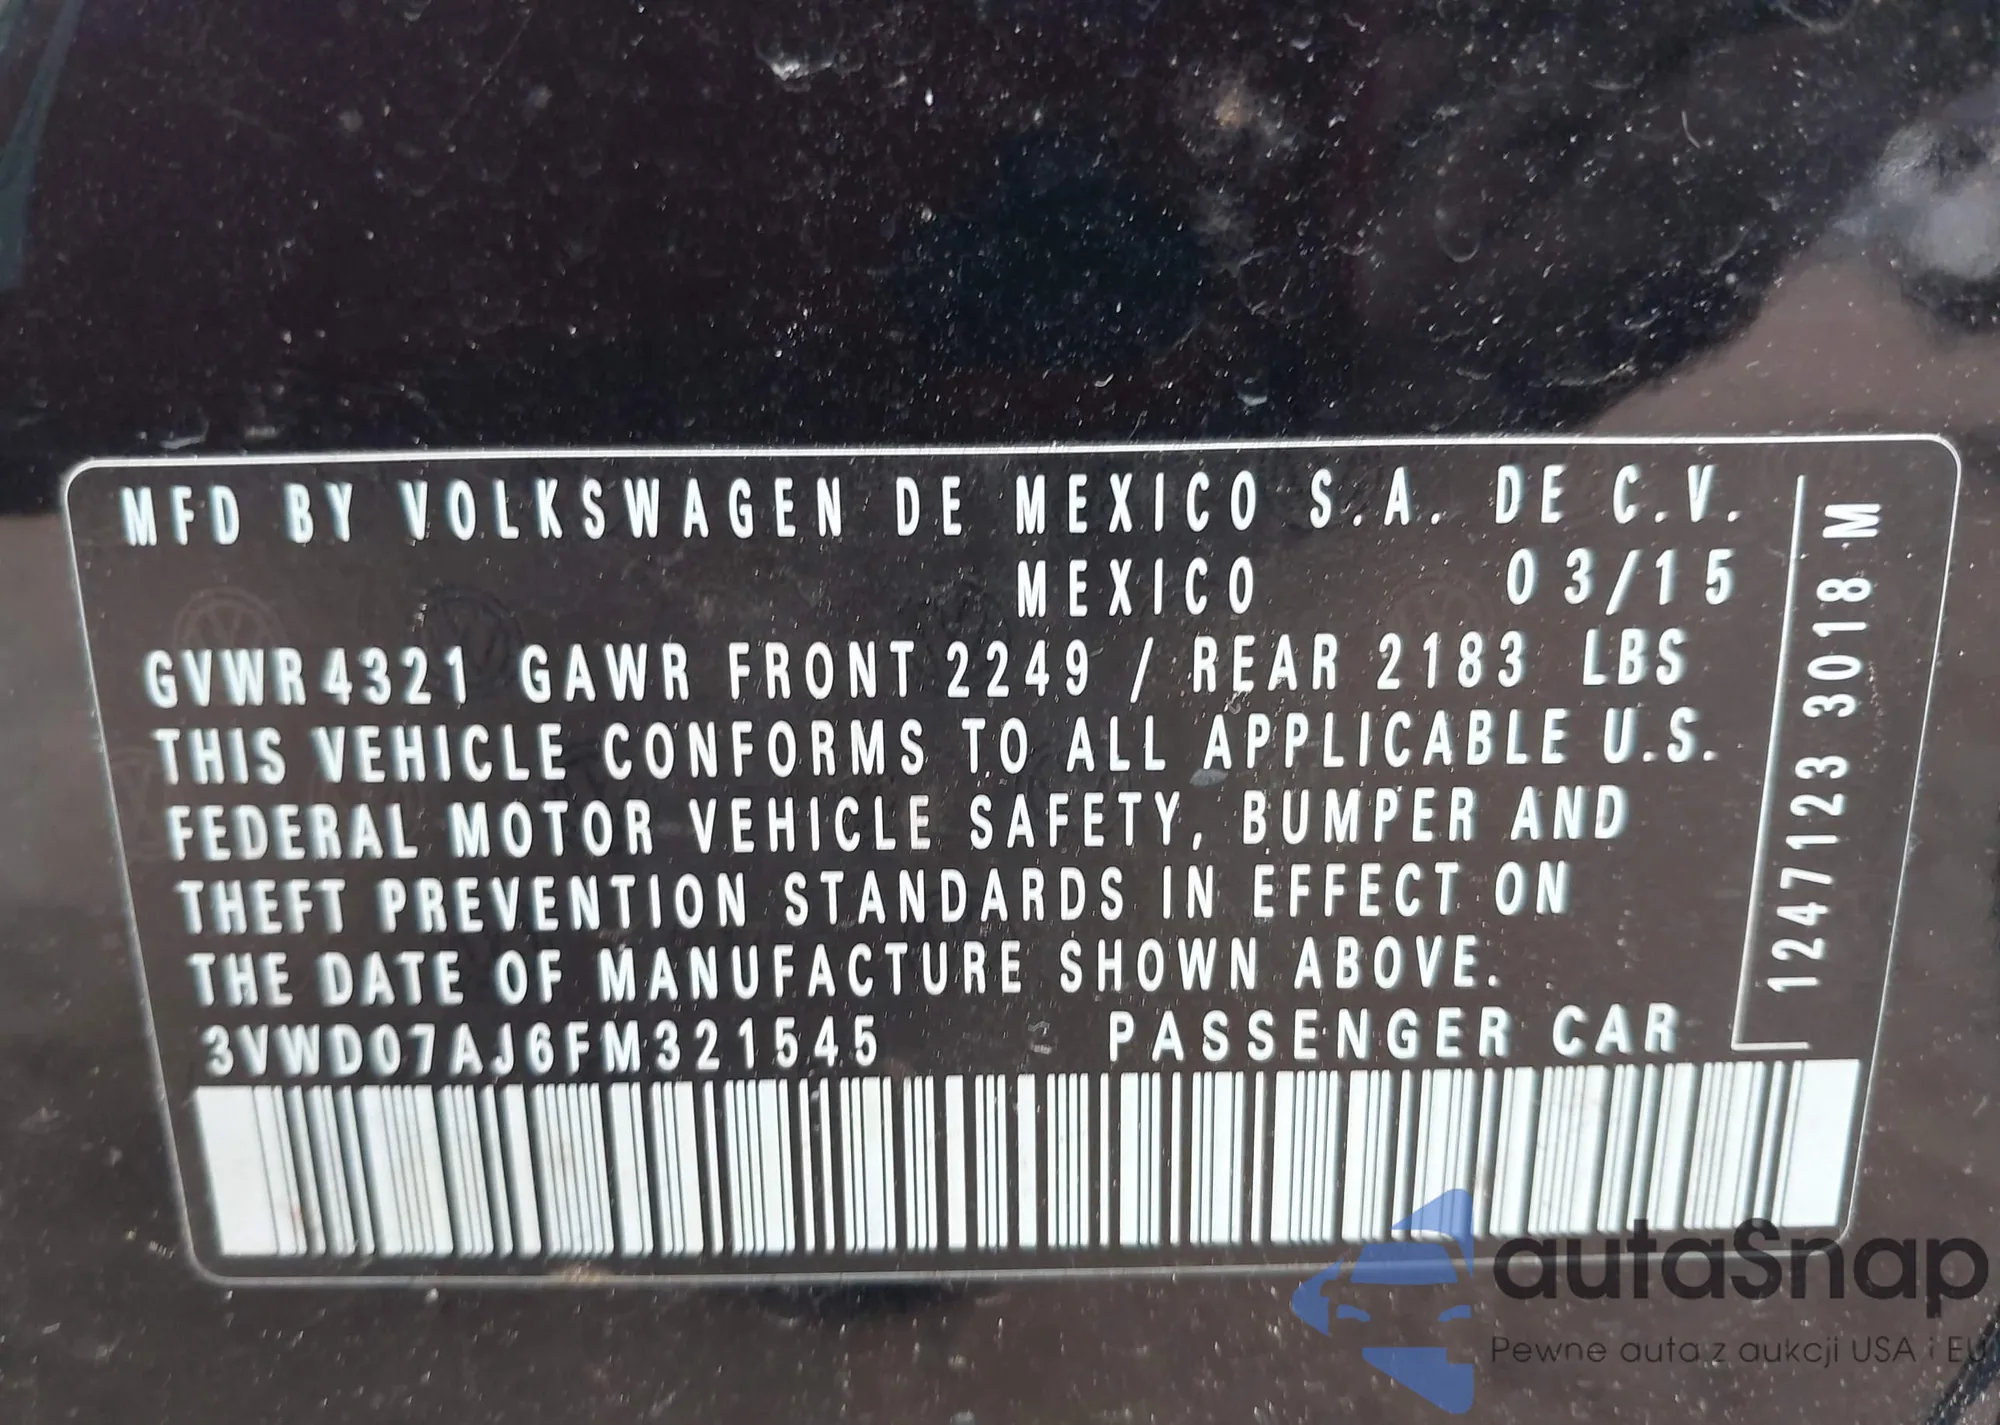 MFD BY VOLKSWAGEN DE MEXICO S.A. DE C.V.
MEXICO 03/15
GVWR 4321 GAWR FRONT 2249 / REAR 2183 LBS
THIS VEHICLE CONFORMS TO ALL APPLICABLE U.S.
FEDERAL MOTOR VEHICLE SAFETY, BUMPER AND
THEFT PREVENTION STANDARDS IN EFFECT ON
THE DATE OF MANUFACTURE SHOWN ABOVE.
3VWD07AJ6FM321545 PASSENGER CAR
1247123 3018 M
autaSnap
Pewne auta z aukcji USA i EU